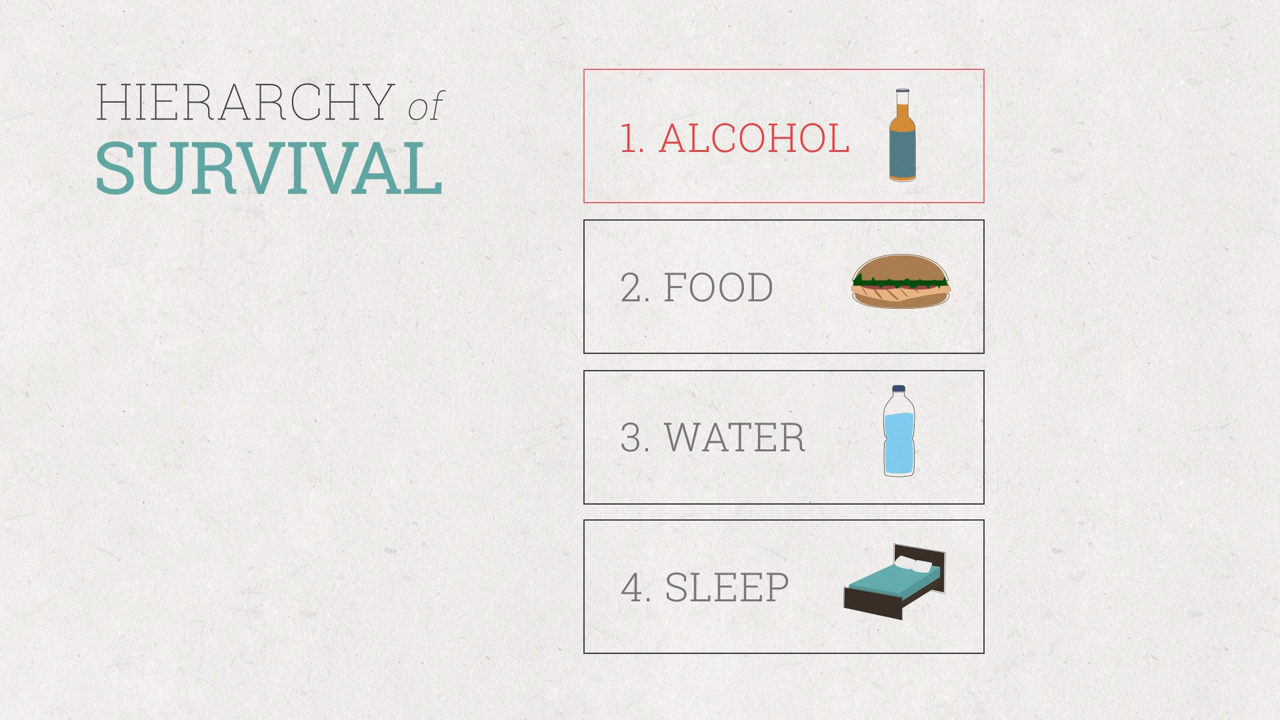 HIERARCHY of
SURVIVAL
1. ALCOHOL
2. FOOD
3. WATER
4. SLEEP